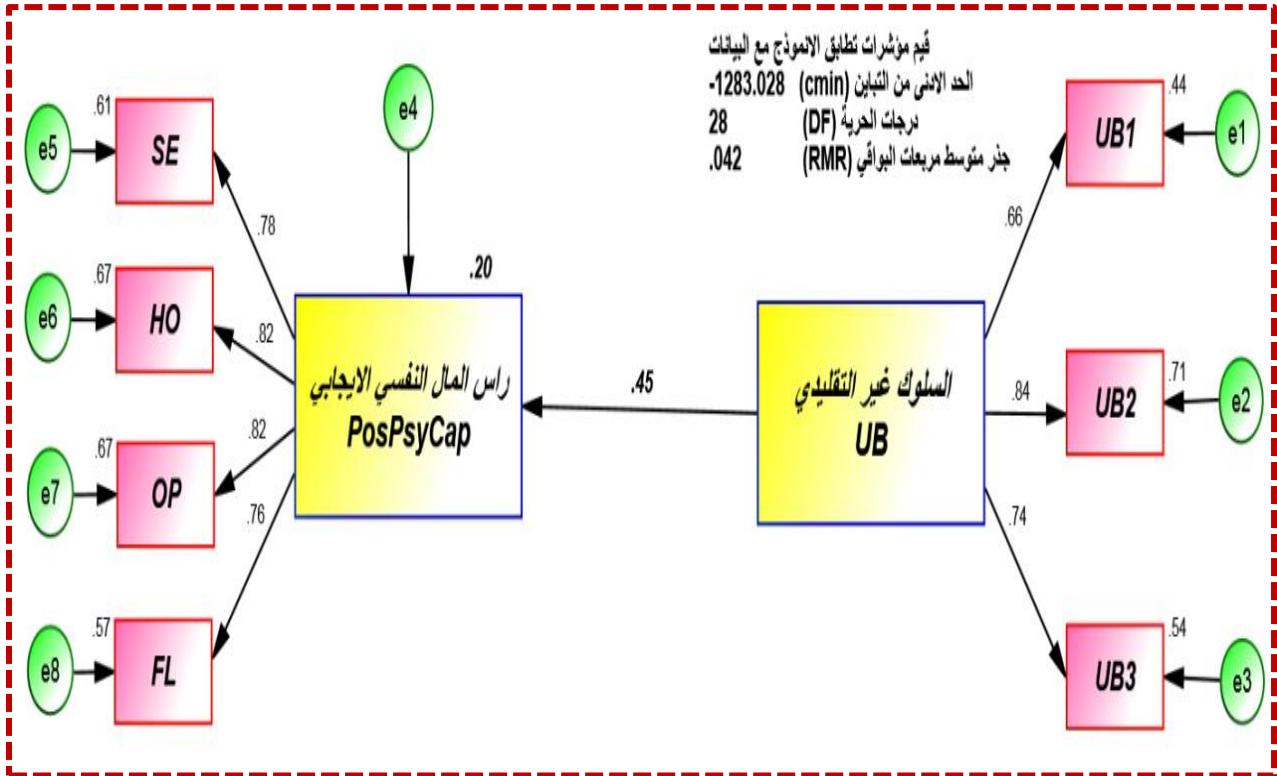 قيم مؤشرات تطابق الانموذج مع البيانات
الحد الادنى من التباين (cmin) -1283.028
درجات الحرية (DF) 28
جذر متوسط مربعات البواقي (RMR) .042
e5
.61
SE
.78
e6
.67
HO
.82
e7
.67
OP
.82
e8
.57
FL
.76
e4
.20
راس المال النفسي الايجابي
PosPsyCap
.45
السلوك غير التقليدي
UB
.66
.44
UB1
e1
.84
.71
UB2
e2
.74
.54
UB3
e3